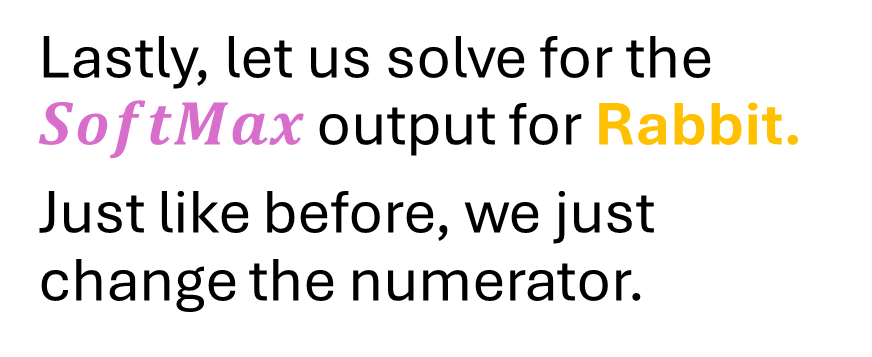 Lastly, let us solve for the
SoftMax output for Rabbit.
Just like before, we just
change the numerator.